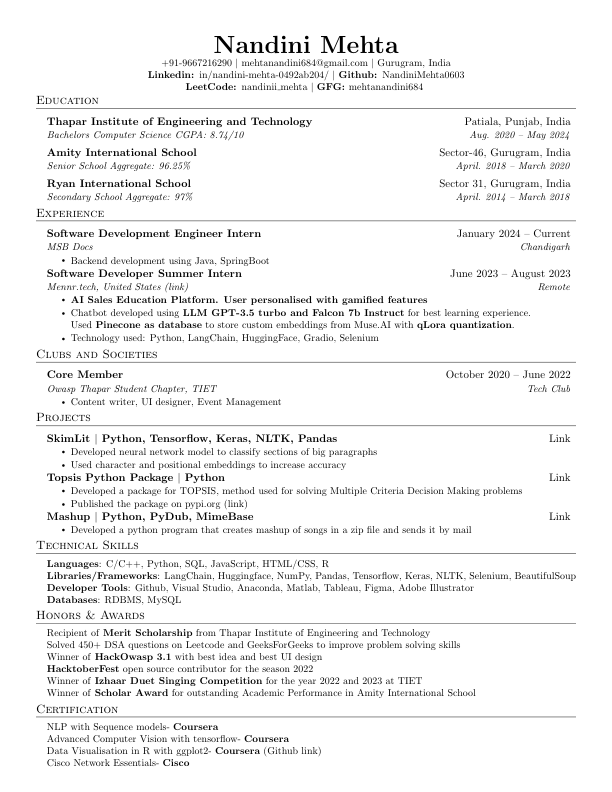 Nandini Mehta
+91-9667216290 | mehtanandini684@gmail.com | Gurugram, India
Linkedin: in/nandini-mehta-0492ab204/ | Github: NandiniMehta0603
LeetCode: nandinii_mehta | GFG: mehtanandini684
Education
Thapar Institute of Engineering and Technology Patiala, Punjab, India
Bachelors Computer Science CGPA: 8.74/10 Aug. 2020 – May 2024
Amity International School Sector-46, Gurugram, India
Senior School Aggregate: 96.25% April. 2018 – March 2020
Ryan International School Sector 31, Gurugram, India
Secondary School Aggregate: 97% April. 2014 – March 2018
Experience
Software Development Engineer Intern January 2024 – Current
MSB Docs Chandigarh
• Backend development using Java, SpringBoot
Software Developer Summer Intern June 2023 – August 2023
Mennr.tech, United States (link) Remote
• AI Sales Education Platform. User personalised with gamified features
• Chatbot developed using LLM GPT-3.5 turbo and Falcon 7b Instruct for best learning experience.
Used Pinecone as database to store custom embeddings from Muse.AI with qLora quantization.
• Technology used: Python, LangChain, HuggingFace, Gradio, Selenium
Clubs and Societies
Core Member October 2020 – June 2022
Owasp Thapar Student Chapter, TIET Tech Club
• Content writer, UI designer, Event Management
Projects
SkimLit | Python, Tensorflow, Keras, NLTK, Pandas Link
• Developed neural network model to classify sections of big paragraphs
• Used character and positional embeddings to increase accuracy
Topsis Python Package | Python Link
• Developed a package for TOPSIS, method used for solving Multiple Criteria Decision Making problems
• Published the package on pypi.org (link)
Mashup | Python, PyDub, MimeBase Link
• Developed a python program that creates mashup of songs in a zip file and sends it by mail
Technical Skills
Languages: C/C++, Python, SQL, JavaScript, HTML/CSS, R
Libraries/Frameworks: LangChain, Huggingface, NumPy, Pandas, Tensorflow, Keras, NLTK, Selenium, BeautifulSoup
Developer Tools: Github, Visual Studio, Anaconda, Matlab, Tableau, Figma, Adobe Illustrator
Databases: RDBMS, MySQL
Honors & Awards
Recipient of Merit Scholarship from Thapar Institute of Engineering and Technology
Solved 450+ DSA questions on Leetcode and GeeksForGeeks to improve problem solving skills
Winner of HackOwasp 3.1 with best idea and best UI design
HacktoberFest open source contributor for the season 2022
Winner of Izhaar Duet Singing Competition for the year 2022 and 2023 at TIET
Winner of Scholar Award for outstanding Academic Performance in Amity International School
Certification
NLP with Sequence models- Coursera
Advanced Computer Vision with tensorflow- Coursera
Data Visualisation in R with ggplot2- Coursera (Github link)
Cisco Network Essentials- Cisco